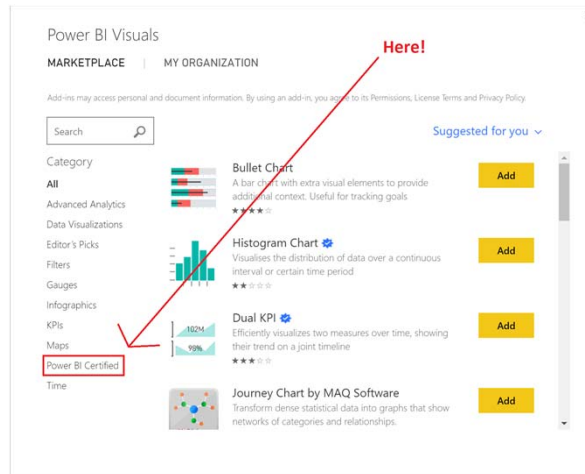 Power BI Visuals
Here!
MARKETPLACE | MY ORGANIZATION
Add-ins may access personal and document information. By using an add-in, you agree to its Permissions, License Terms and Privacy Policy.
Search
Suggested for you
Category
All
Advanced Analytics
Data Visualizations
Editor's Picks
Filters
Gauges
Infographics
KPIs
Maps
Power BI Certified
Time
Bullet Chart
A bar chart with extra visual elements to provide
additional context. Useful for tracking goals
Add
Histogram Chart
Visualises the distribution of data over a continuous
interval or certain time period
Add
102M
98%
Dual KPI
Efficiently visualizes two measures over time, showing
their trend on a joint timeline
Add
Journey Chart by MAQ Software
Transform dense statistical data into graphs that show
networks of categories and relationships.
Add